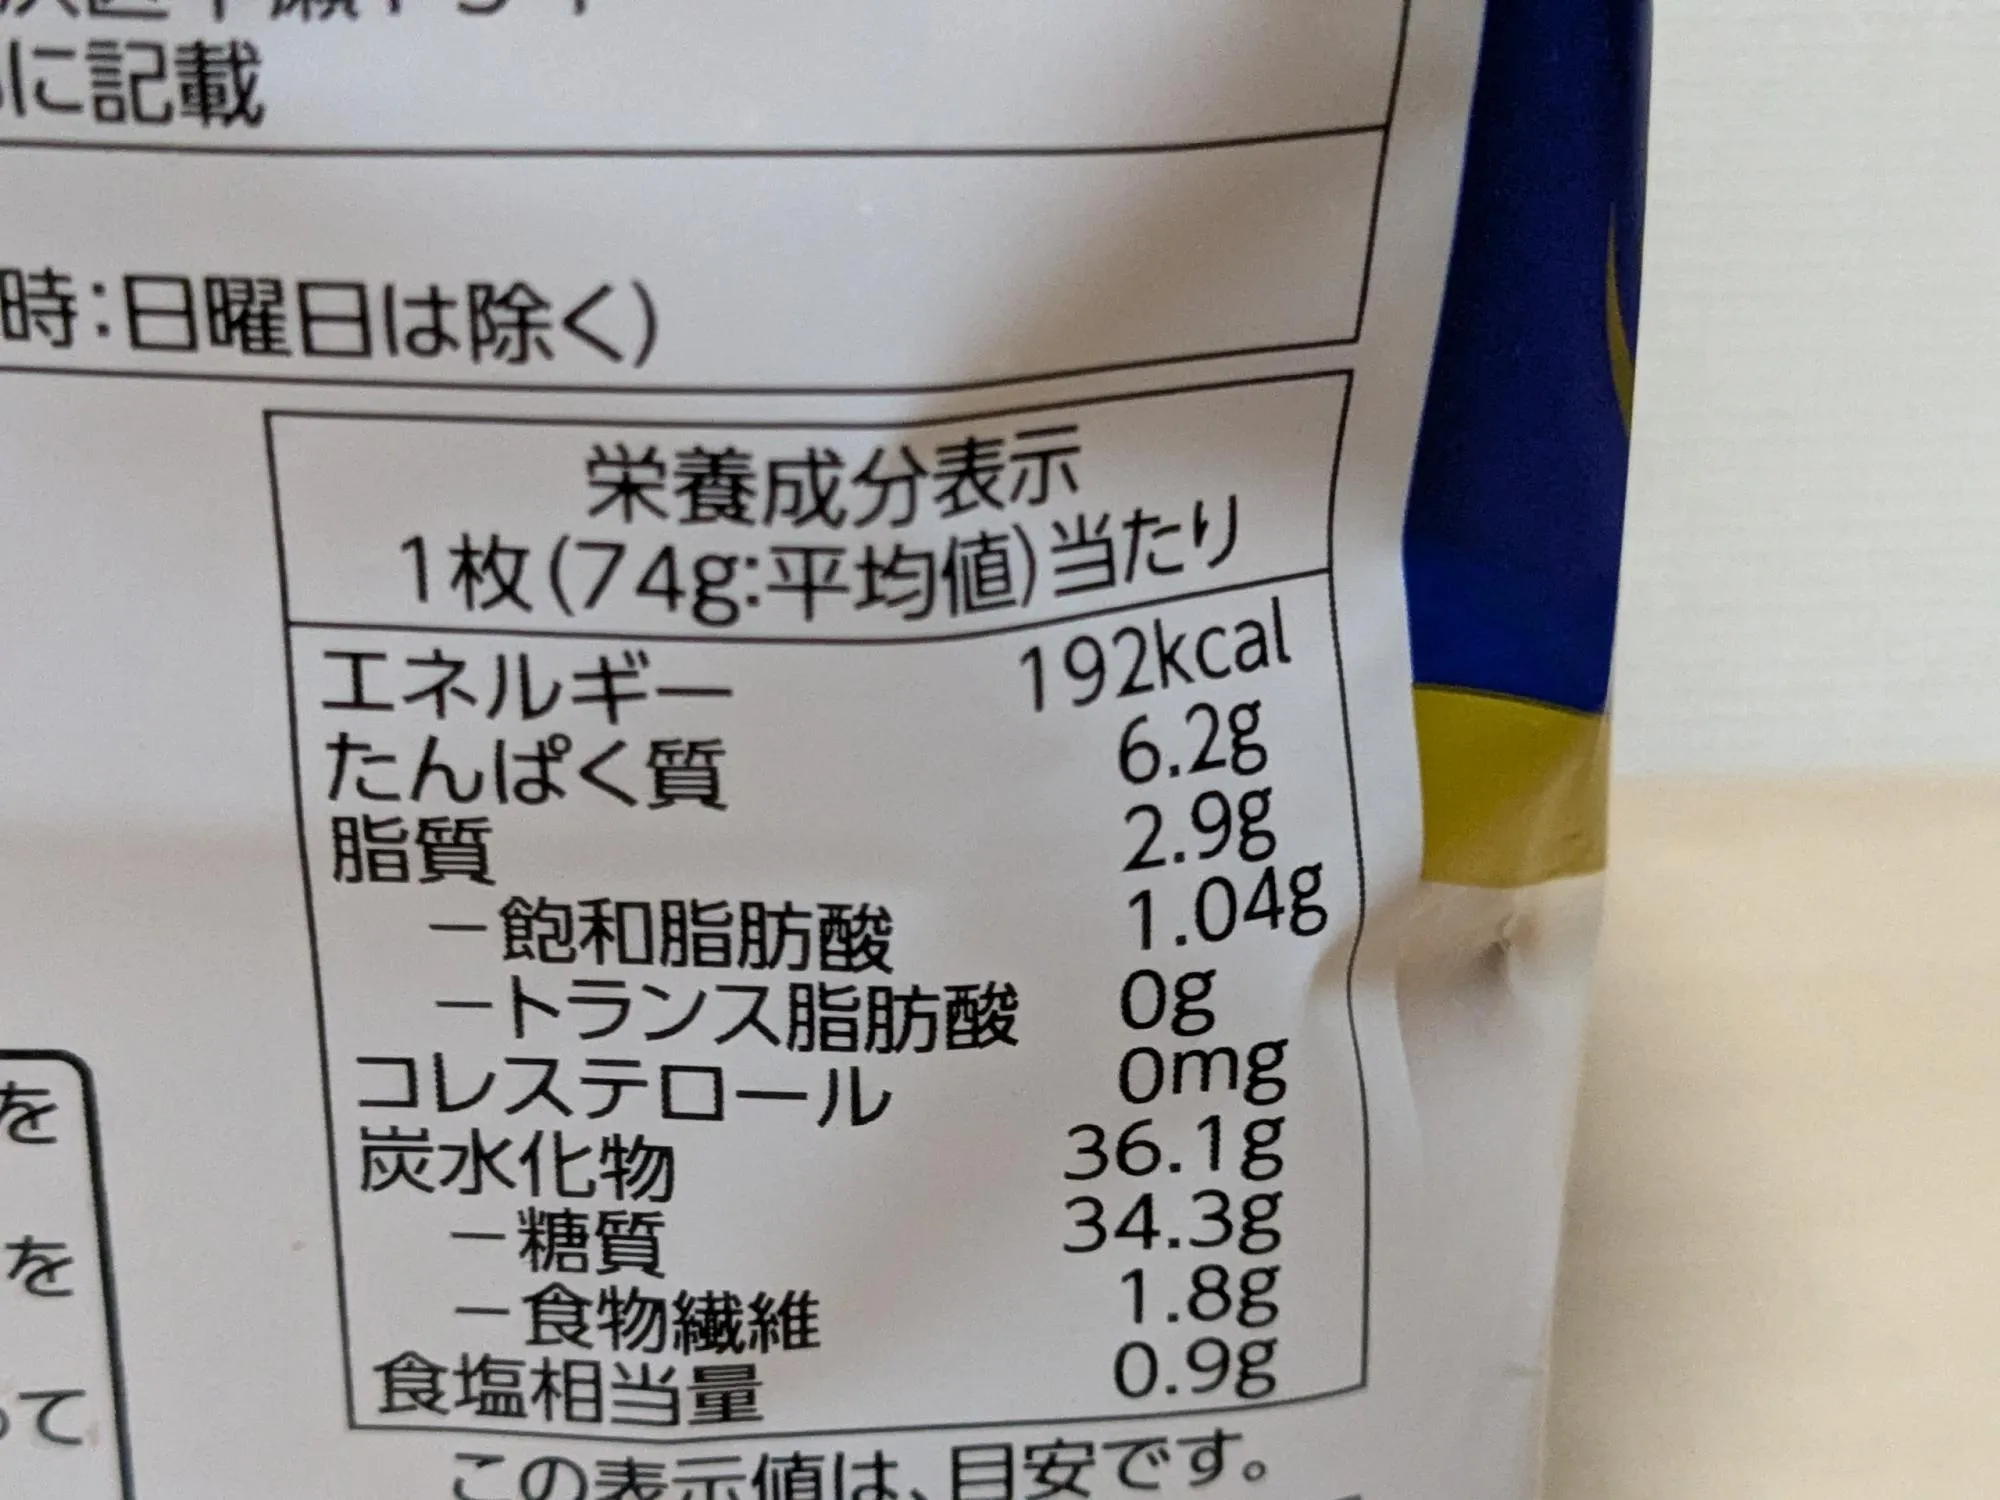 に記載
時:日曜日は除く)
栄養成分表示
1枚(74g:平均値)当たり
エネルギー 192kcal
たんぱく質 6.2g
脂質 2.9g
－飽和脂肪酸 1.04g
－トランス脂肪酸 0g
コレステロール 0mg
炭水化物 36.1g
－糖質 34.3g
－食物繊維 1.8g
食塩相当量 0.9g
この表示値は、目安です。
を
を
って